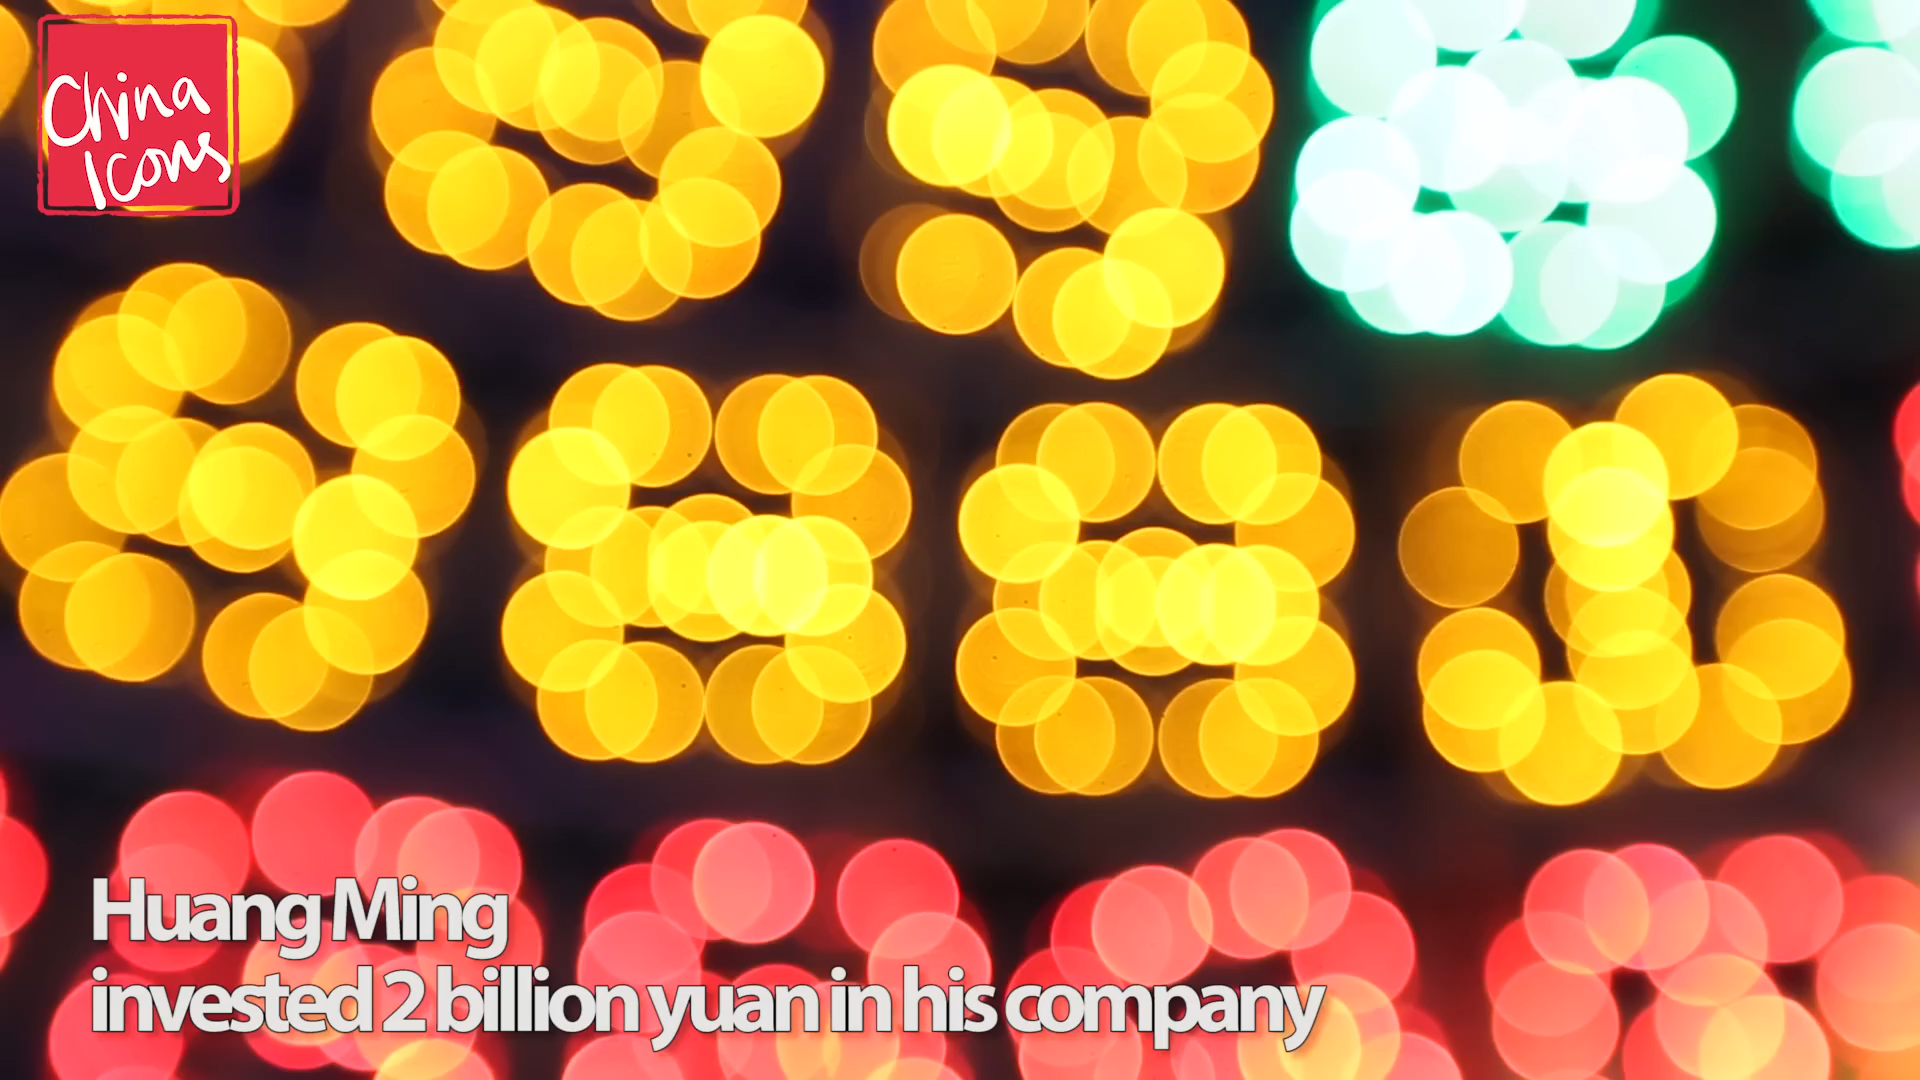 China
Icons
Huang Ming
invested 2 billion yuan in his company